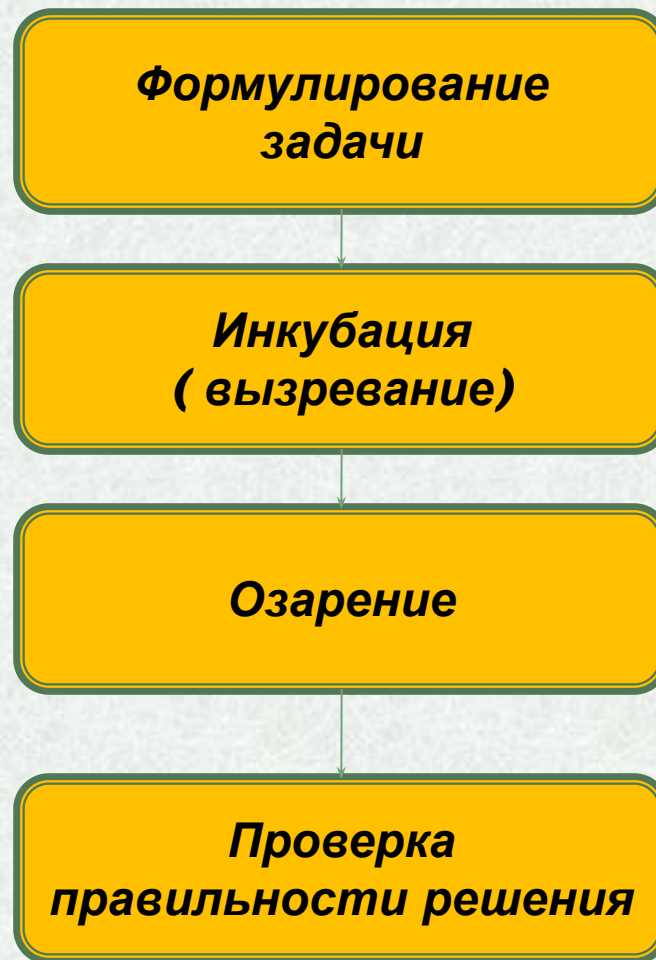 Формулирование
задачи
Инкубация
( вызревание)
Озарение
Проверка
правильности решения